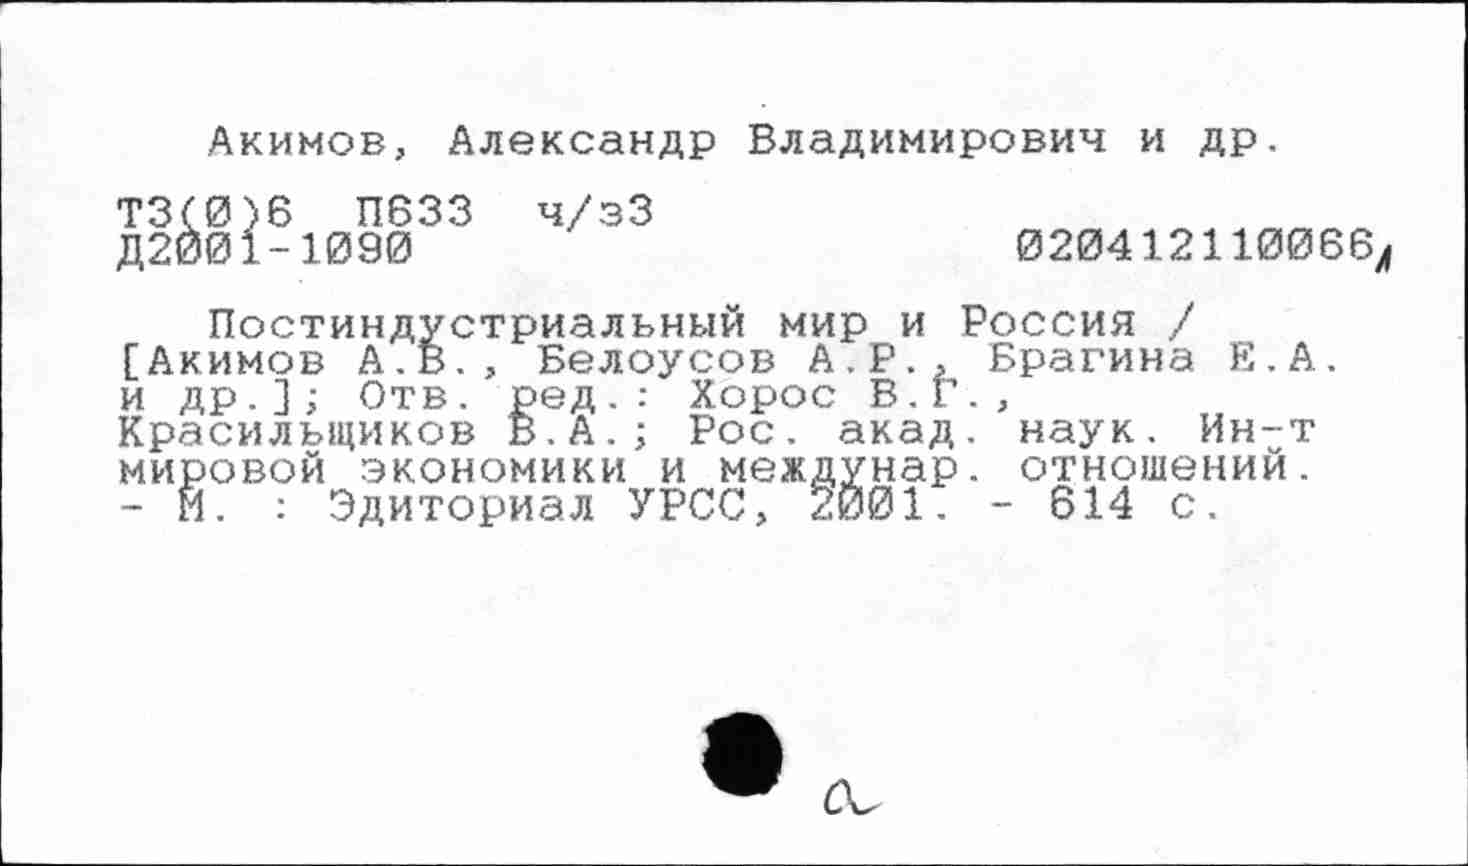 Акимов, Александр Владимирович и др.
Т3(0)6 П633 ч/з3
Д2001-1090 020412110066д
Постиндустриальный мир и Россия /
[Акимов А.В., Белоусов А.Р., Брагина Е.А.
и др.]; Отв. ред.: Хорос В.Г.,
Красильщиков В.А.; Рос. акад. наук. Ин-т
мировой экономики и междунар. отношений.
- М. : Эдиториал УРСС, 2001. - 614 с.
а